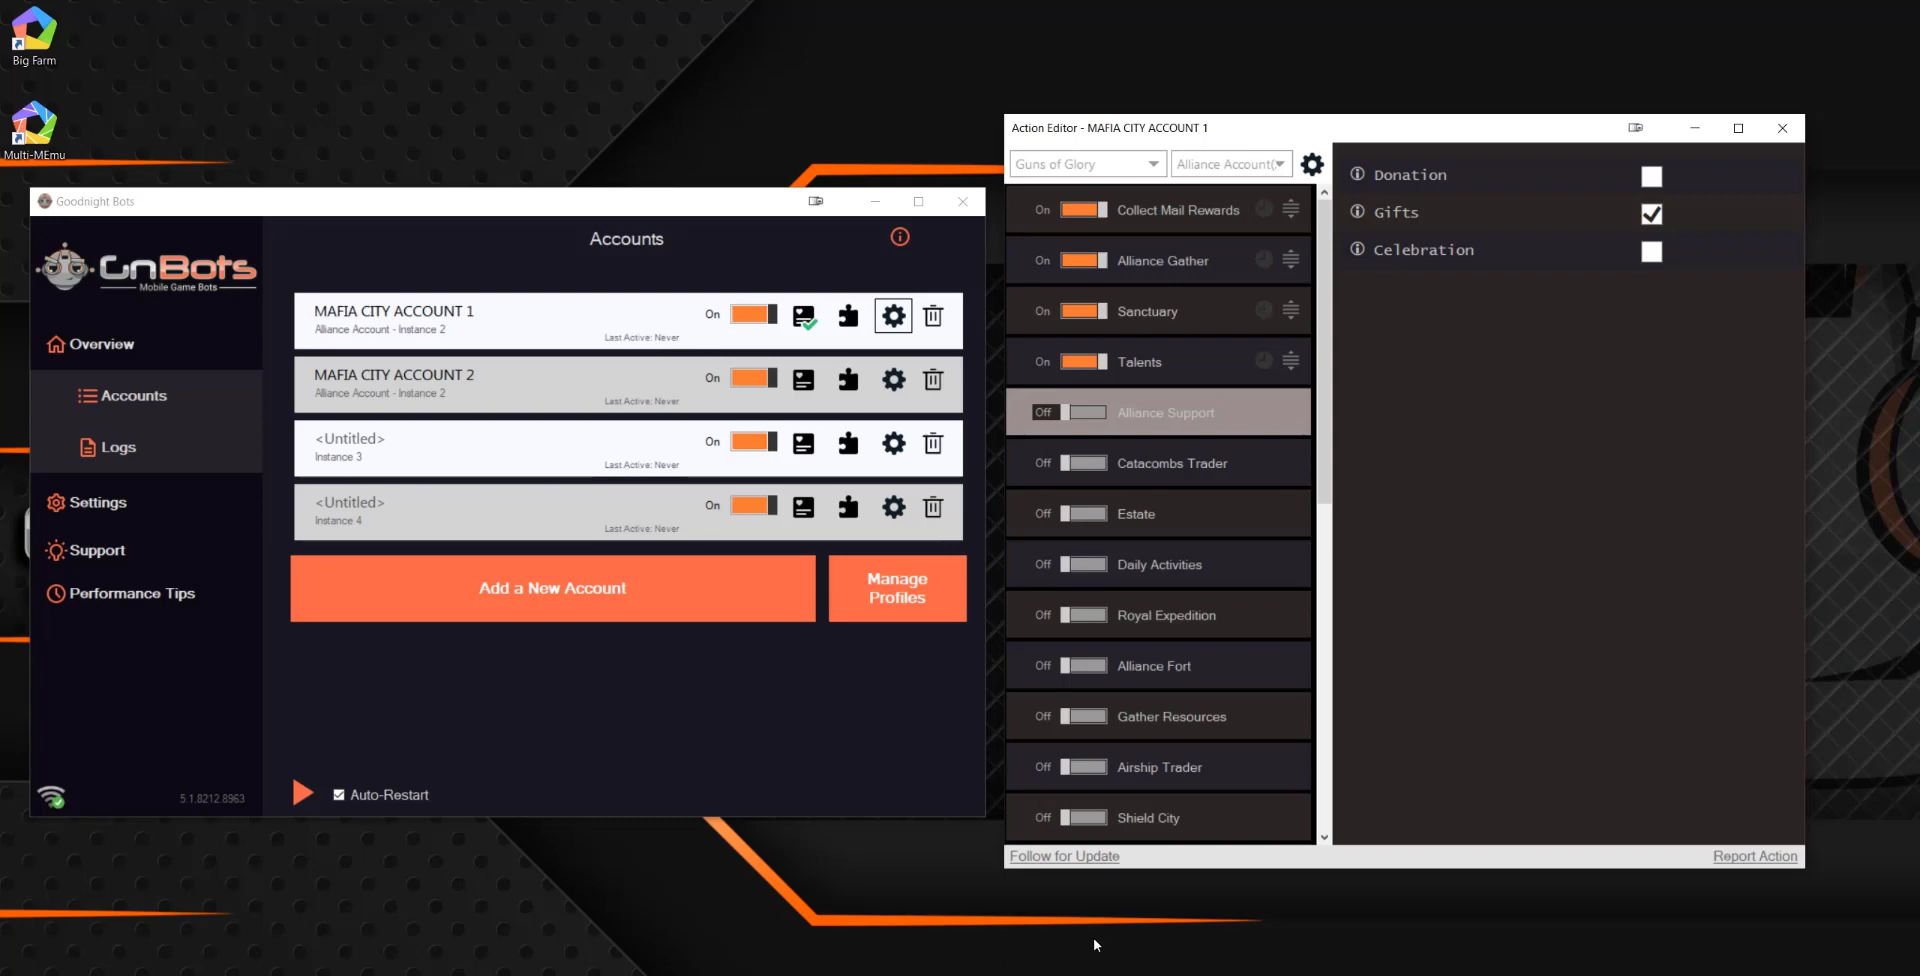 Big Farm
Multi-MEmu
Goodnight Bots
GnBots
Mobile Game Bots
Overview
Accounts
Logs
Settings
Support
Performance Tips
5.1.8212.8963
Accounts
MAFIA CITY ACCOUNT 1
Alliance Account - Instance 2
Last Active: Never
On
MAFIA CITY ACCOUNT 2
Alliance Account - Instance 2
Last Active: Never
On
<Untitled>
Instance 3
Last Active: Never
On
<Untitled>
Instance 4
Last Active: Never
On
Add a New Account
Manage
Profiles
Auto-Restart
Action Editor - MAFIA CITY ACCOUNT 1
Guns of Glory
Alliance Account(
On Collect Mail Rewards
On Alliance Gather
On Sanctuary
On Talents
Off Alliance Support
Off Catacombs Trader
Off Estate
Off Daily Activities
Off Royal Expedition
Off Alliance Fort
Off Gather Resources
Off Airship Trader
Off Shield City
Donation
Gifts
Celebration
Follow for Update
Report Action